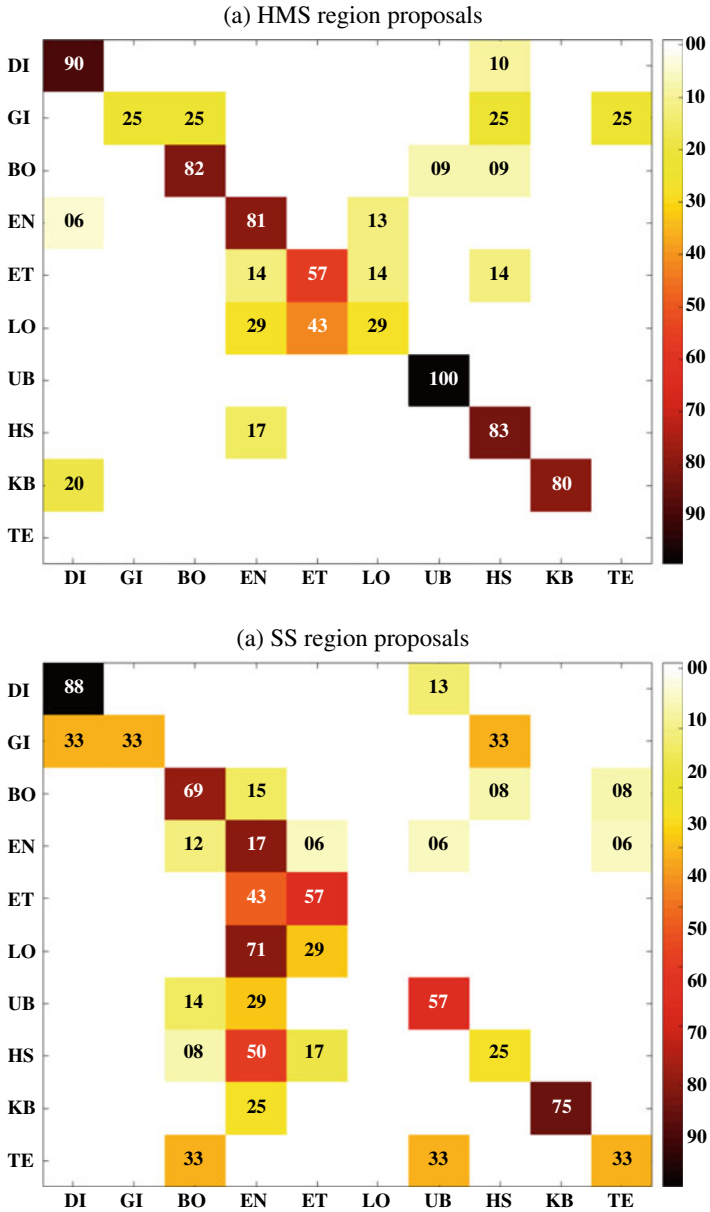 (a) HMS region proposals
DI 90 10 00
GI 25 25 25 25 10
BO 82 09 09 20
EN 06 81 13 30
ET 14 57 14 14 40
LO 29 43 29 50
UB 100 60
HS 17 83 70
KB 20 80 80
TE 90
DI GI BO EN ET LO UB HS KB TE
(a) SS region proposals
DI 88 13 00
GI 33 33 33 10
BO 69 15 08 08 20
EN 12 17 06 06 06 30
ET 43 57 40
LO 71 29 50
UB 14 29 57 60
HS 08 50 17 25 70
KB 25 75 80
TE 33 33 33 90
DI GI BO EN ET LO UB HS KB TE